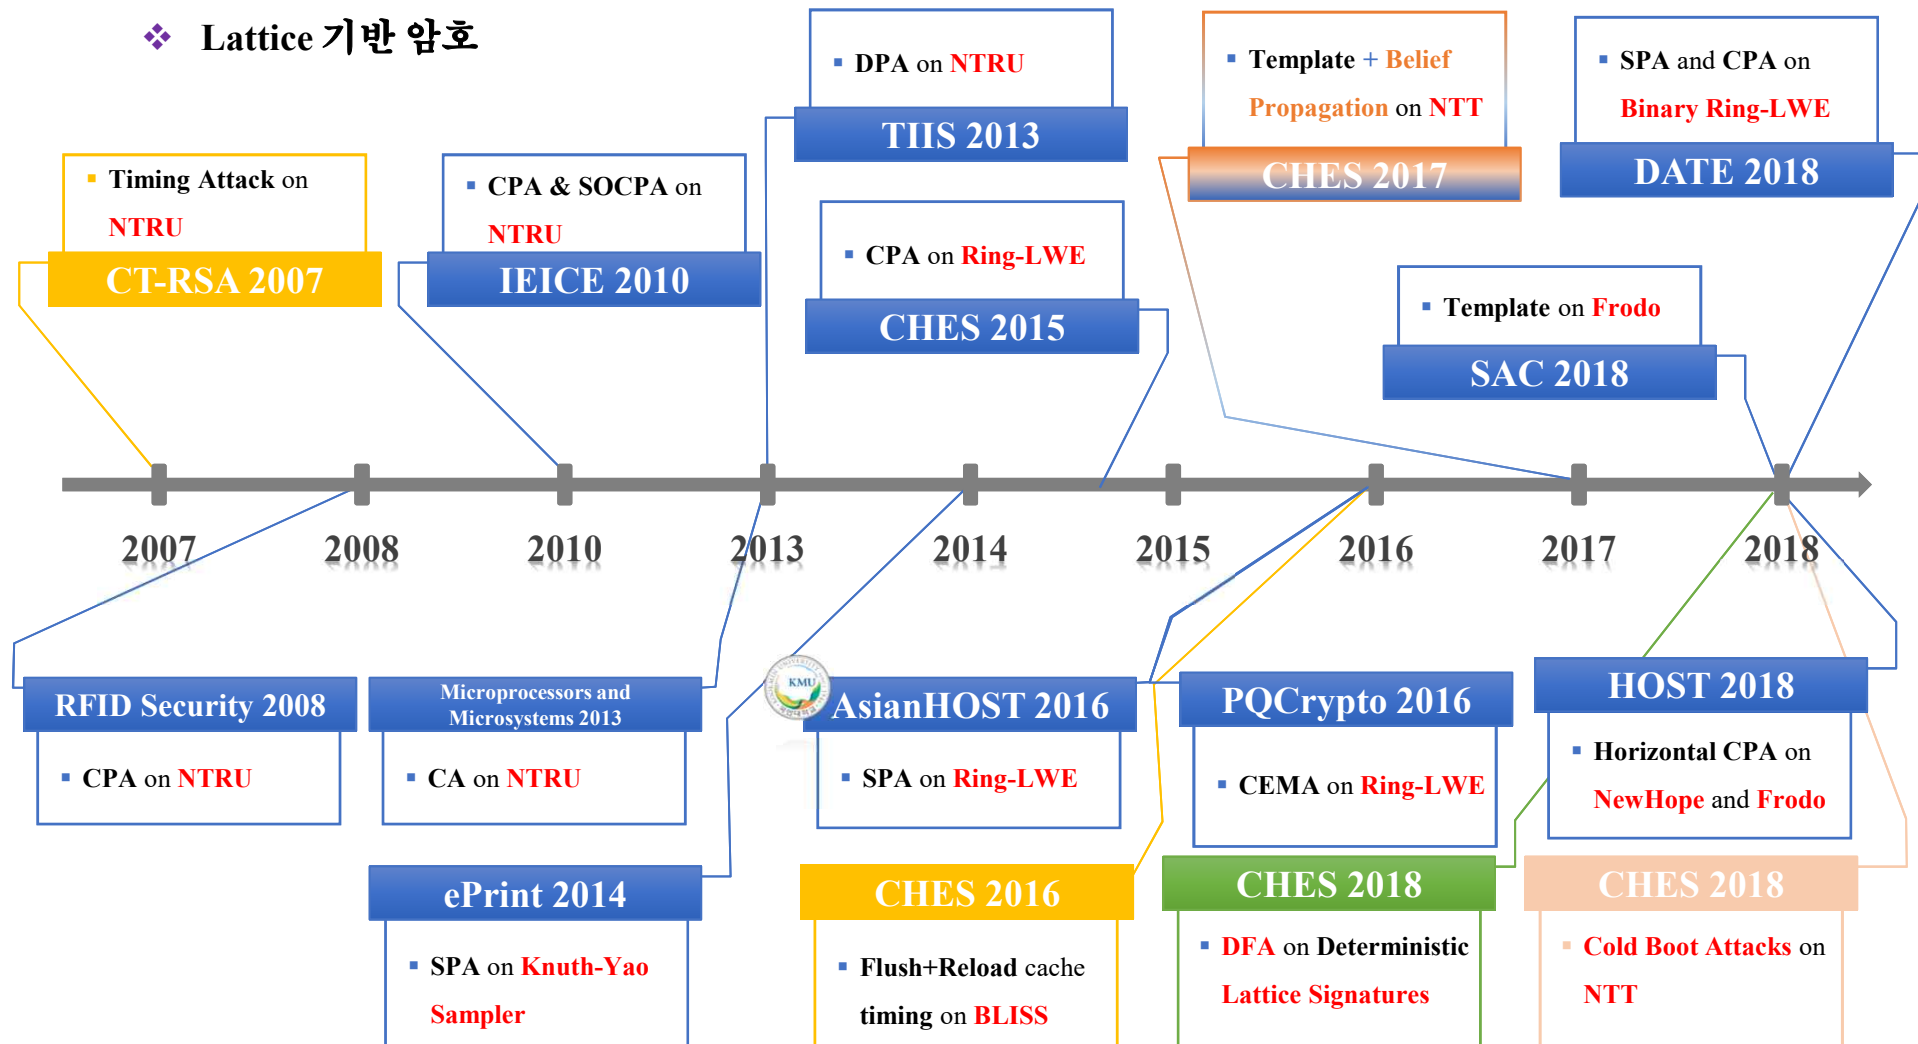 Lattice 기반 암호
DPA on NTRU
TIIS 2013
Template + Belief
Propagation on NTT
CHES 2017
SPA and CPA on
Binary Ring-LWE
DATE 2018
Timing Attack on
NTRU
CT-RSA 2007
CPA & SOCPA on
NTRU
IEICE 2010
CPA on Ring-LWE
CHES 2015
Template on Frodo
SAC 2018
2007
2008
2010
2013
2014
2015
2016
2017
2018
RFID Security 2008
CPA on NTRU
Microprocessors and
Microsystems 2013
CA on NTRU
KMU
AsianHOST 2016
SPA on Ring-LWE
PQCrypto 2016
CEMA on Ring-LWE
HOST 2018
Horizontal CPA on
NewHope and Frodo
ePrint 2014
SPA on Knuth-Yao
Sampler
CHES 2016
Flush+Reload cache
timing on BLISS
CHES 2018
DFA on Deterministic
Lattice Signatures
CHES 2018
Cold Boot Attacks on
NTT